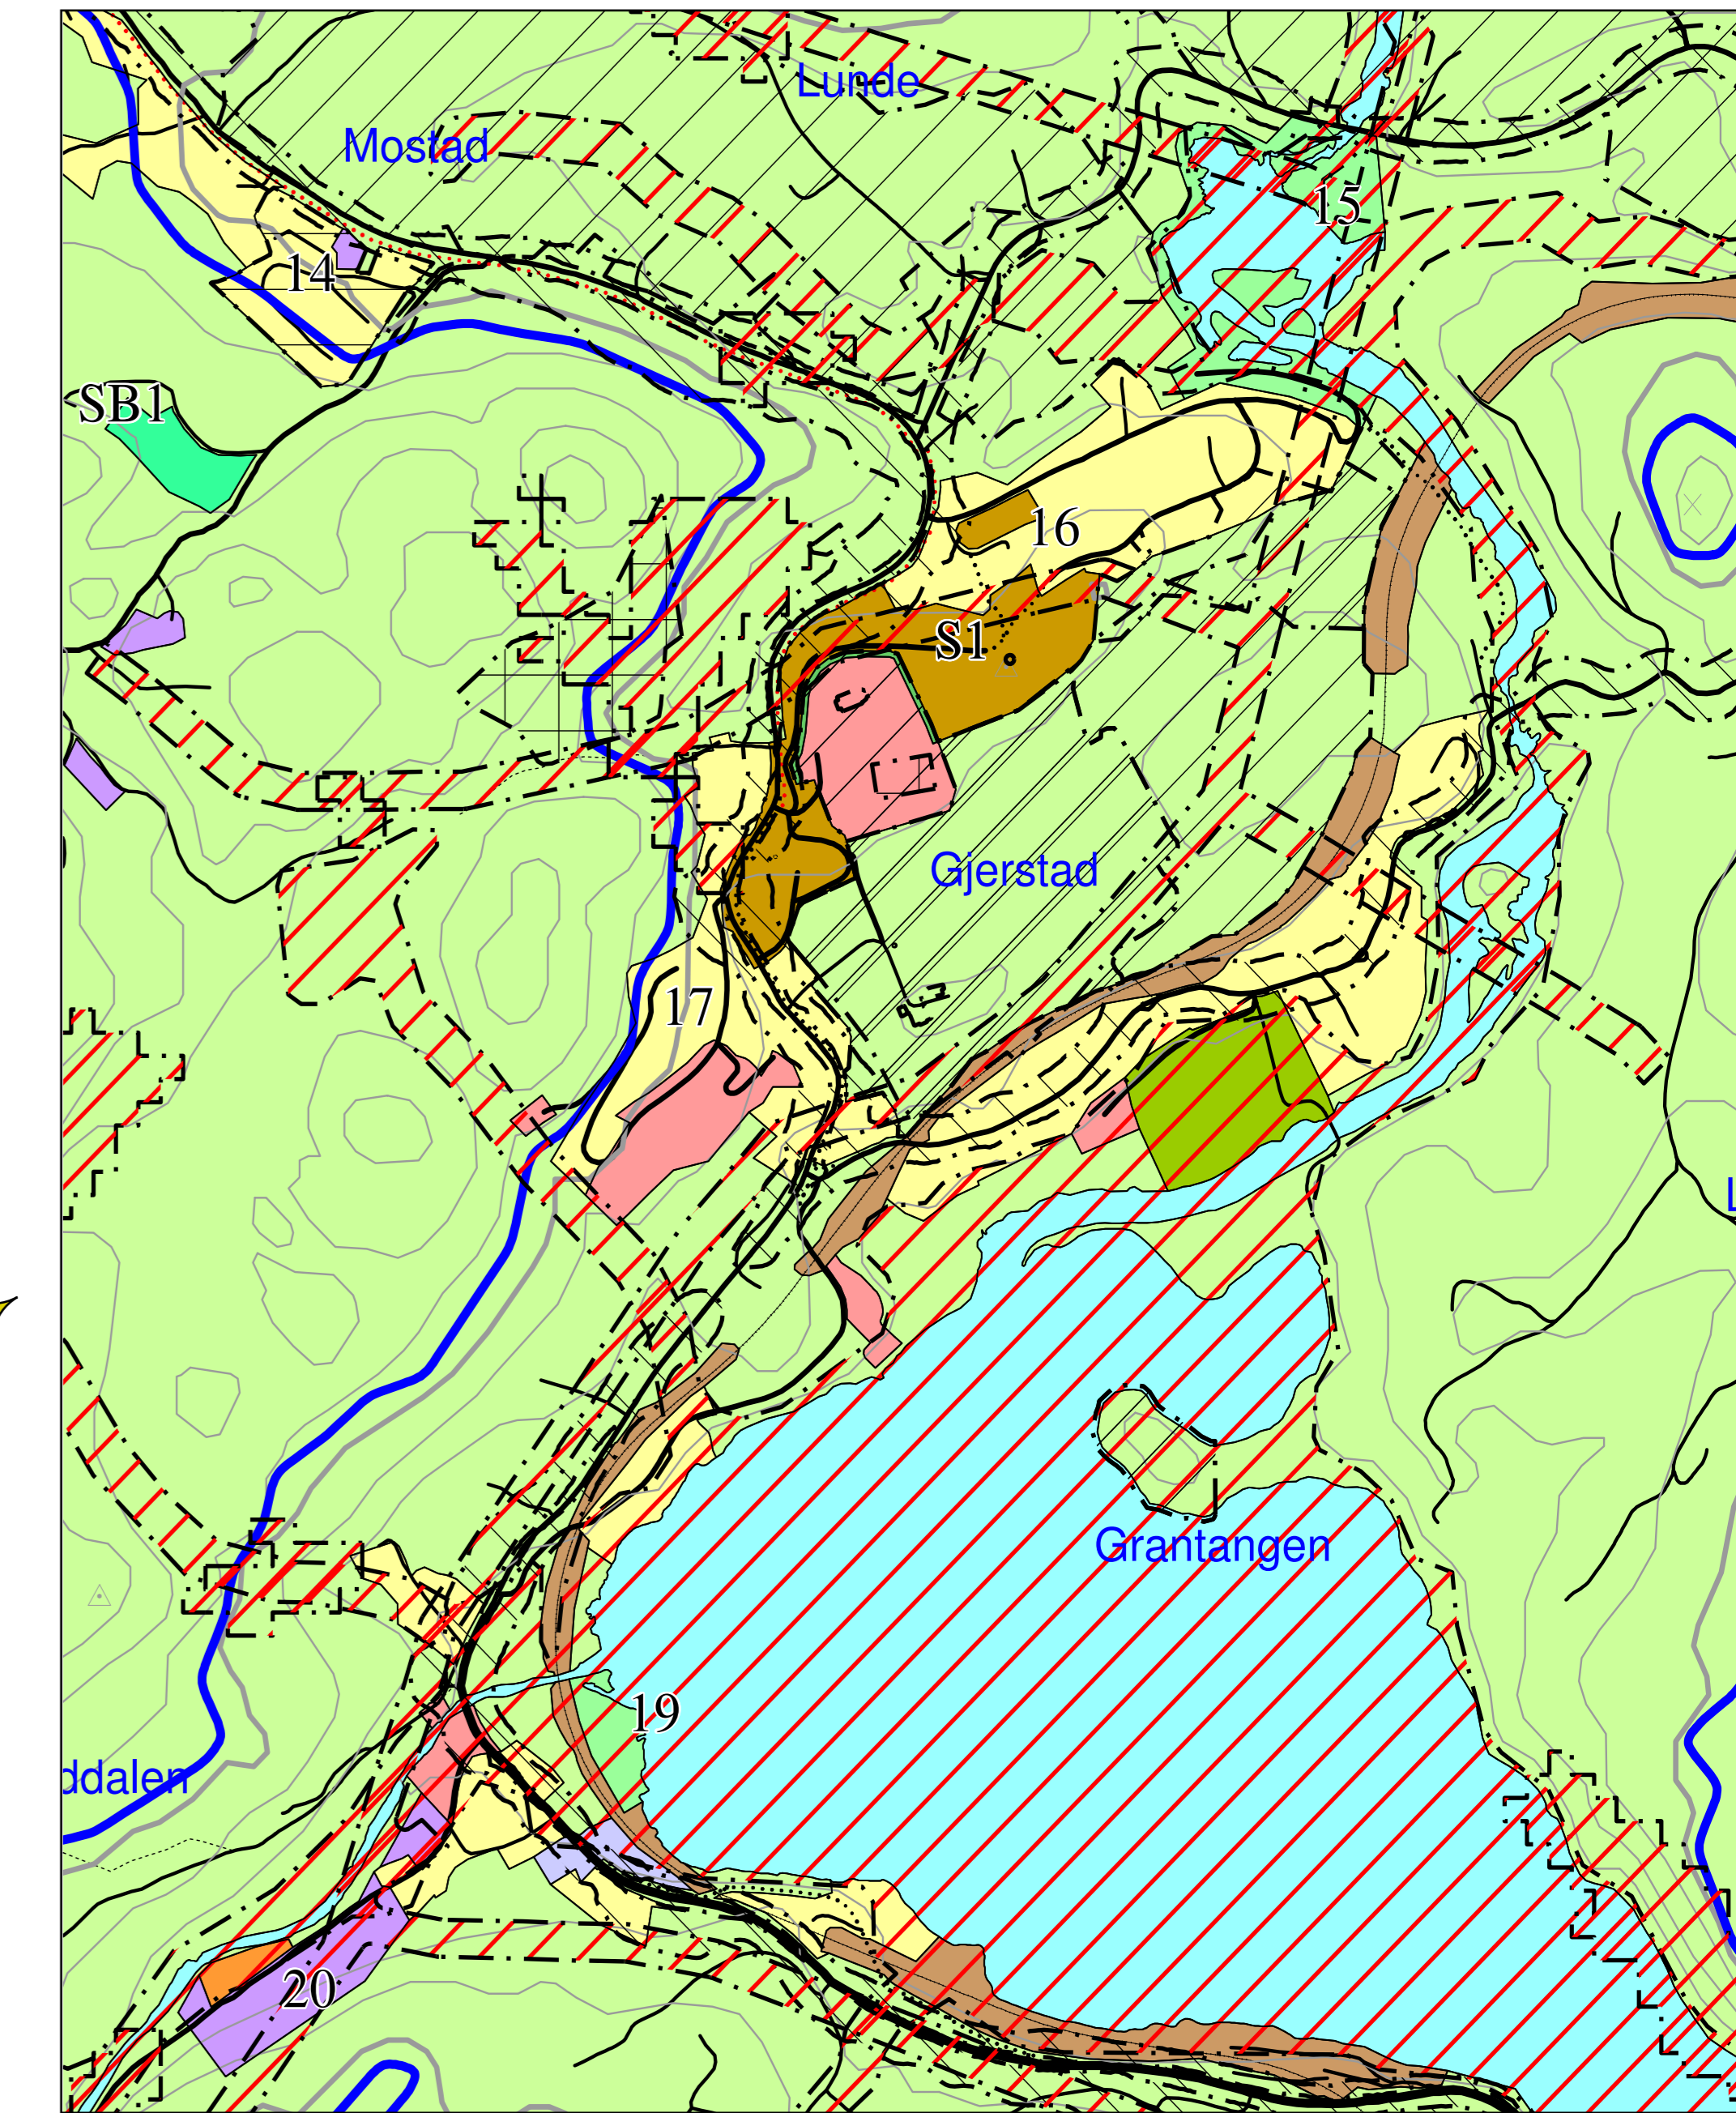 Lunde
Mostad
15
14
SB1
16
S1
Gjerstad
17
L
Grantangen
19
ddalen
20